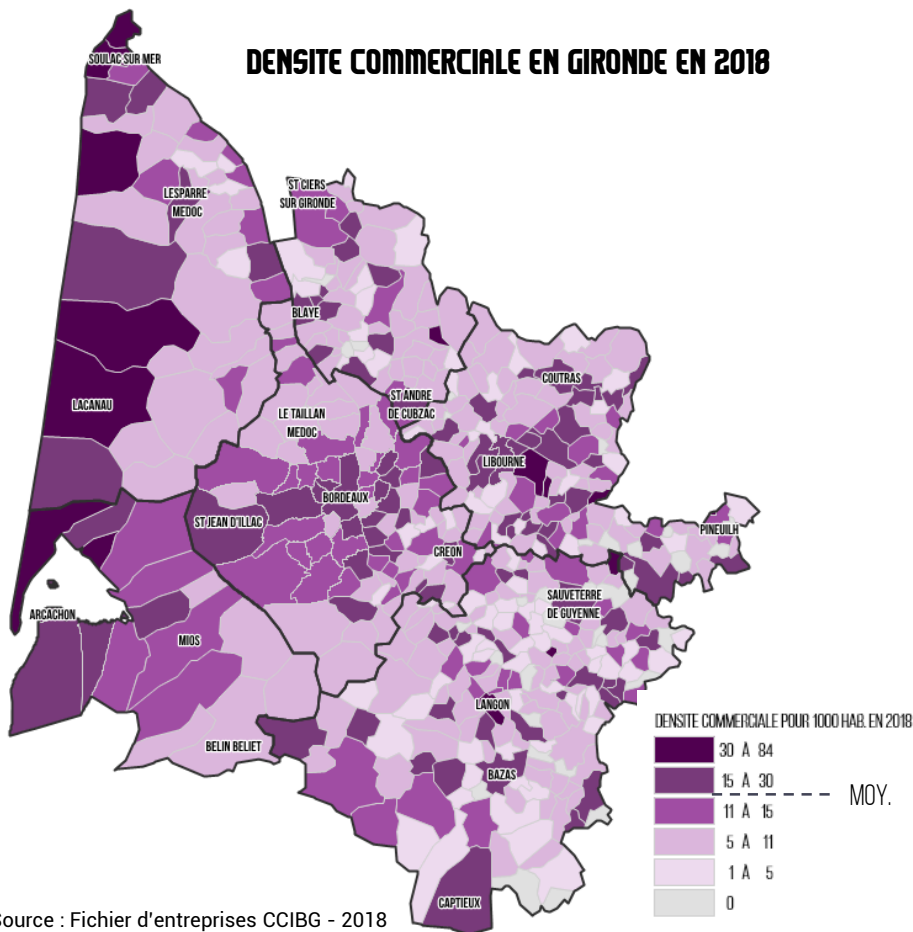 DENSITE COMMERCIALE EN GIRONDE EN 2018
SOULAC SUR MER
LESPARRE
MEDOC
ST CIERS
SUR GIRONDE
BLAYE
LACANAU
COUTRAS
ST ANDRE
DE CUBZAC
LE TAILLAN
MEDOC
LIBOURNE
BORDEAUX
ST JEAN D'ILLAC
PINEUILH
CREON
SAUVETERRE
DE GUYENNE
ARCACHON
MIOS
LANGON
BELIN BELIET
BAZAS
CAPTIEUX
DENSITE COMMERCIALE POUR 1000 HAB. EN 2018
30 À 84
15 À 30
MOY.
11 À 15
5 À 11
1 À 5
0
Source : Fichier d'entreprises CCIBG - 2018